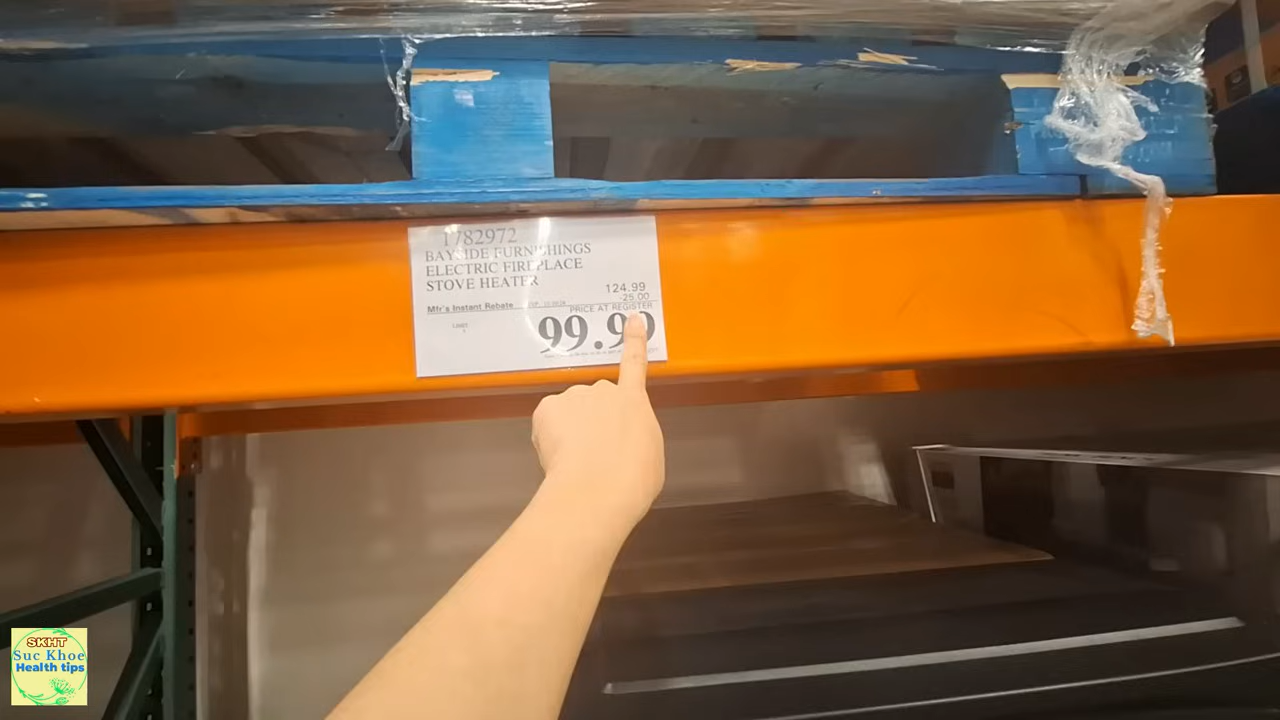 1782972
BAYSIDE FURNISHINGS
ELECTRIC FIREPLACE
STOVE HEATER
124.99
-25.00
Mfr's Instant Rebate
PRICE AT REGISTER
LIMIT
99.99
SKHT
Suc Khoe
Health tips